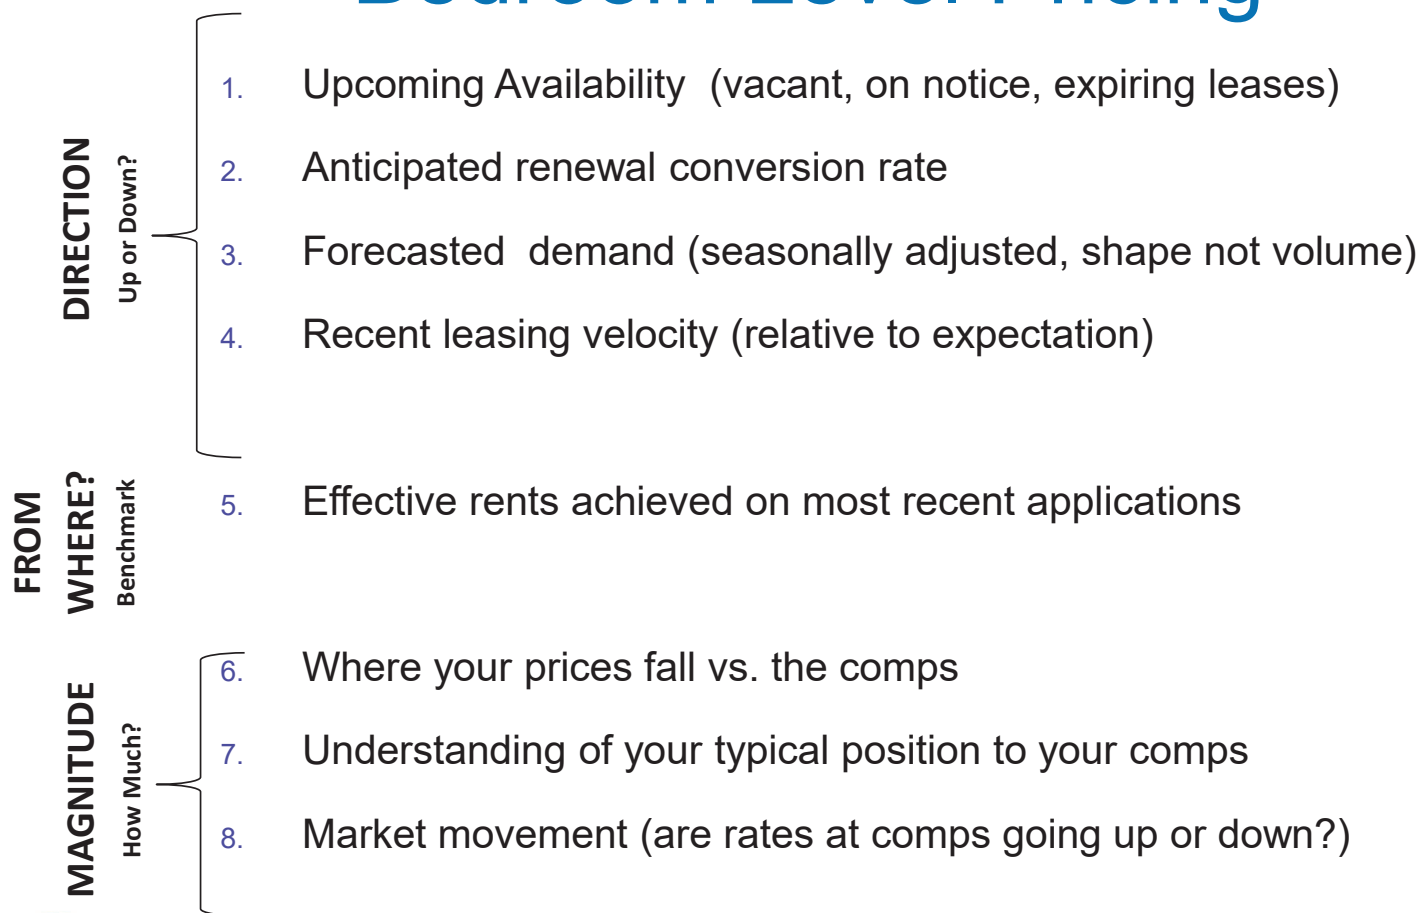 Bedroom Level Pricing
DIRECTION
Up or Down?
1. Upcoming Availability (vacant, on notice, expiring leases)
2. Anticipated renewal conversion rate
3. Forecasted demand (seasonally adjusted, shape not volume)
4. Recent leasing velocity (relative to expectation)
FROM
WHERE?
Benchmark
5. Effective rents achieved on most recent applications
MAGNITUDE
How Much?
6. Where your prices fall vs. the comps
7. Understanding of your typical position to your comps
8. Market movement (are rates at comps going up or down?)